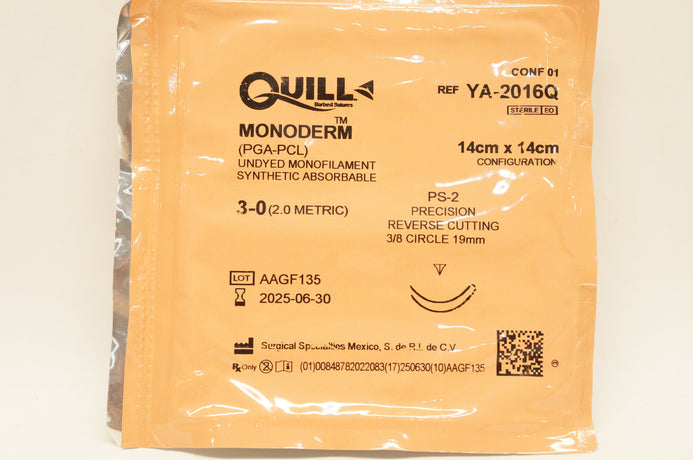 QUILL
Barbed Sutures
CONF 01
REF YA-2016Q
STERILE EO
MONODERM™
(PGA-PCL)
UNDYED MONOFILAMENT
SYNTHETIC ABSORBABLE
14cm x 14cm
CONFIGURATION
3-0 (2.0 METRIC)
PS-2
PRECISION
REVERSE CUTTING
3/8 CIRCLE 19mm
LOT AAGF135
2025-06-30
Surgical Specialties Mexico, S. de R.L. de C.V
Rx Only (01)00848782022083(17)250630(10)AAGF135